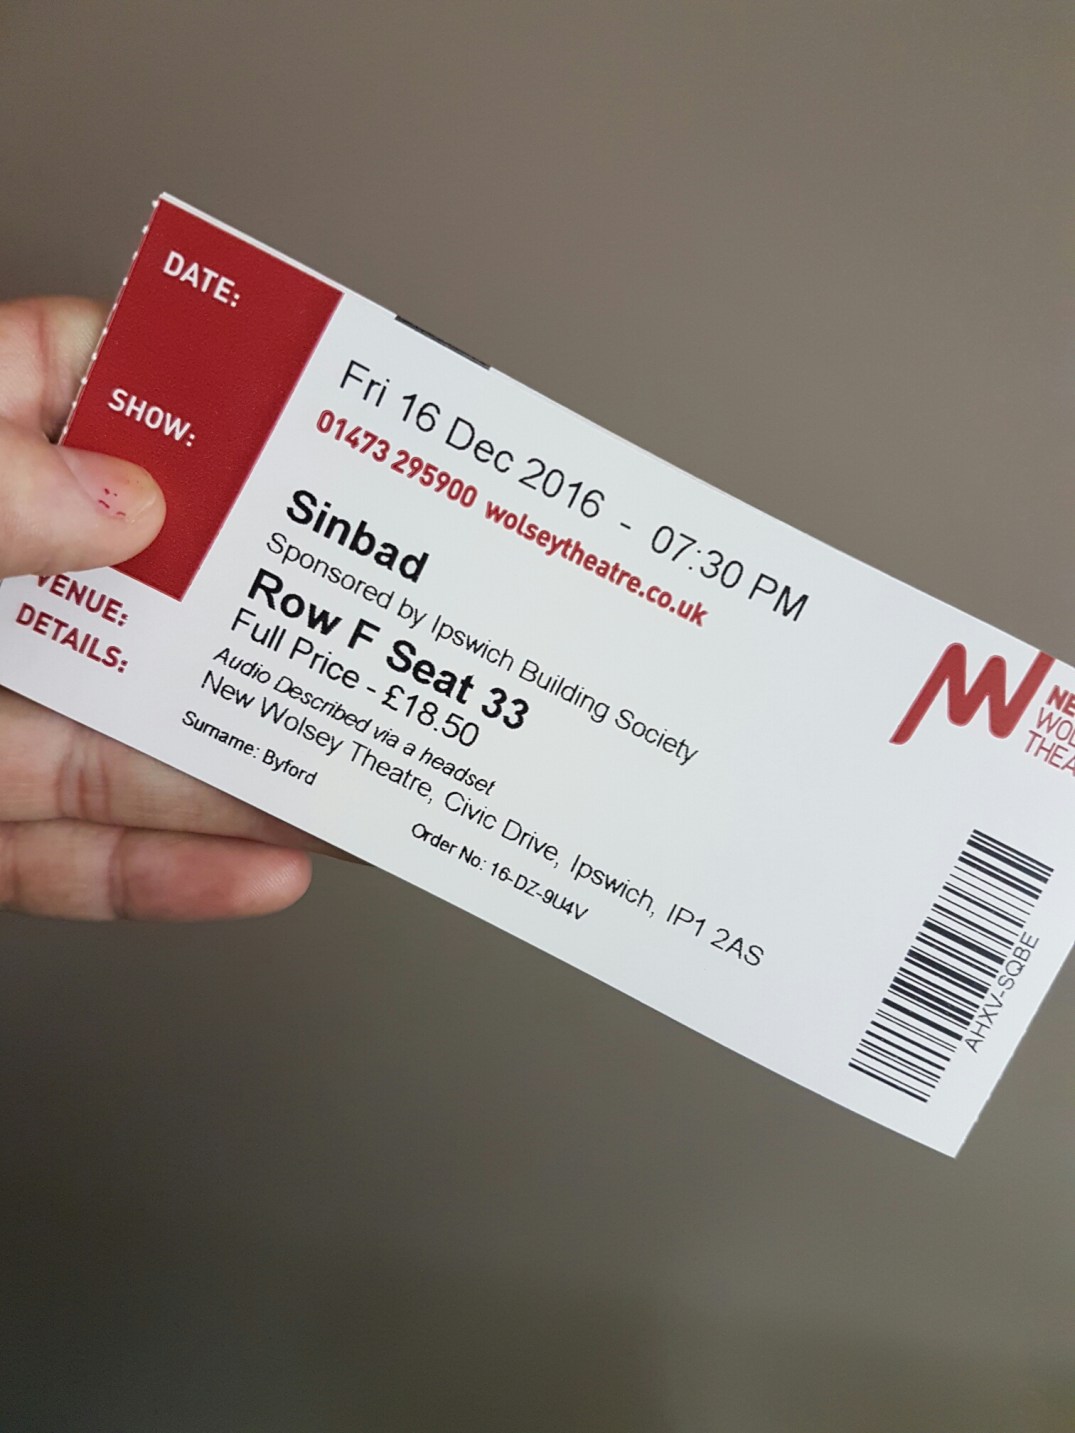 DATE:
Fri 16 Dec 2016 - 07:30 PM
01473 295900 wolseytheatre.co.uk
SHOW:
Sinbad
Sponsored by Ipswich Building Society
Row F Seat 33
Full Price - £18.50
Audio Described via a headset
VENUE:
New Wolsey Theatre, Civic Drive, Ipswich, IP1 2AS
DETAILS:
Surname: Byford
Order No: 16-DZ-9U4V
AHXV-SQBE